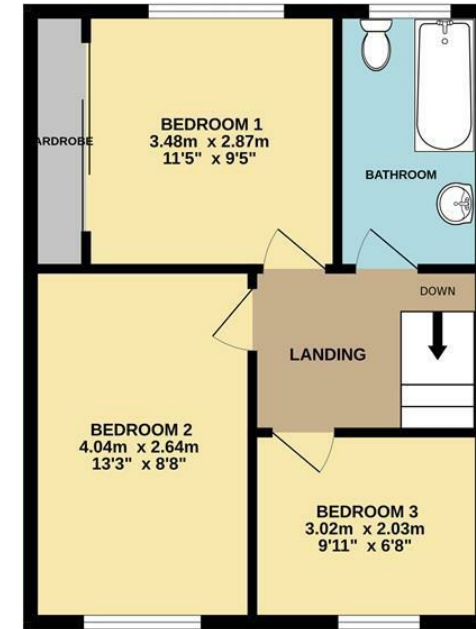 BEDROOM 1
3.48m x 2.87m
11'5" x 9'5"
ARDROBE
BATHROOM
DOWN
LANDING
BEDROOM 2
4.04m x 2.64m
13'3" x 8'8"
BEDROOM 3
3.02m x 2.03m
9'11" x 6'8"